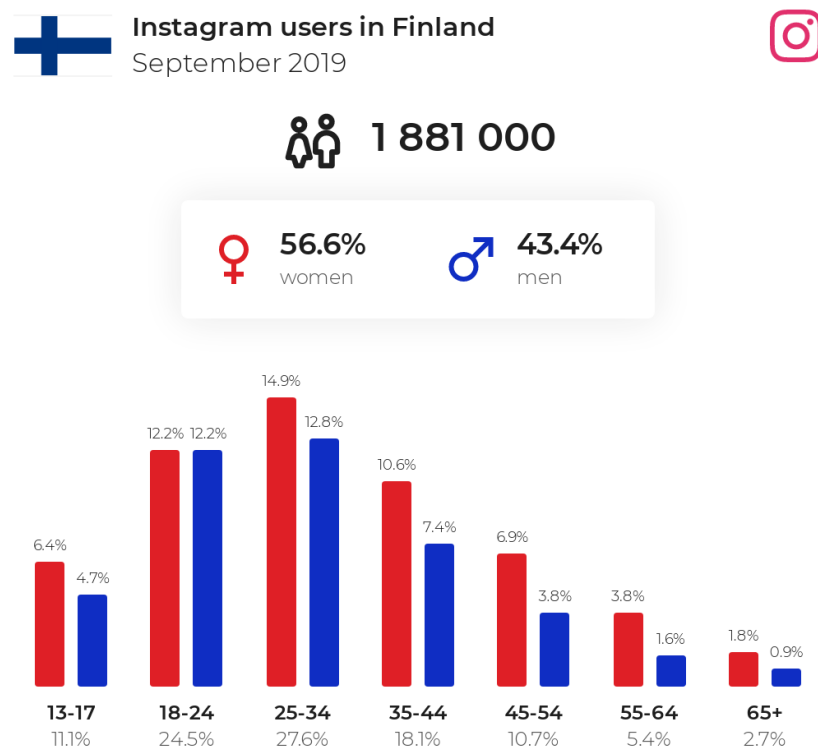 Instagram users in Finland
September 2019
1 881 000
56.6%
women
43.4%
men
14.9%
12.8%
12.2% 12.2%
10.6%
7.4%
6.9%
6.4%
4.7%
3.8%
3.8%
1.6%
1.8%
0.9%
13-17 18-24 25-34 35-44 45-54 55-64 65+
11.1% 24.5% 27.6% 18.1% 10.7% 5.4% 2.7%